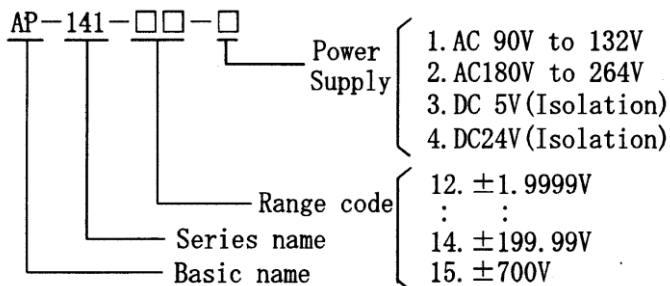 AP-141-□□-□
Power Supply
1. AC 90V to 132V
2. AC180V to 264V
3. DC 5V(Isolation)
4. DC24V(Isolation)
Range code
12. ±1.9999V
: :
14. ±199.99V
15. ±700V
Series name
Basic name